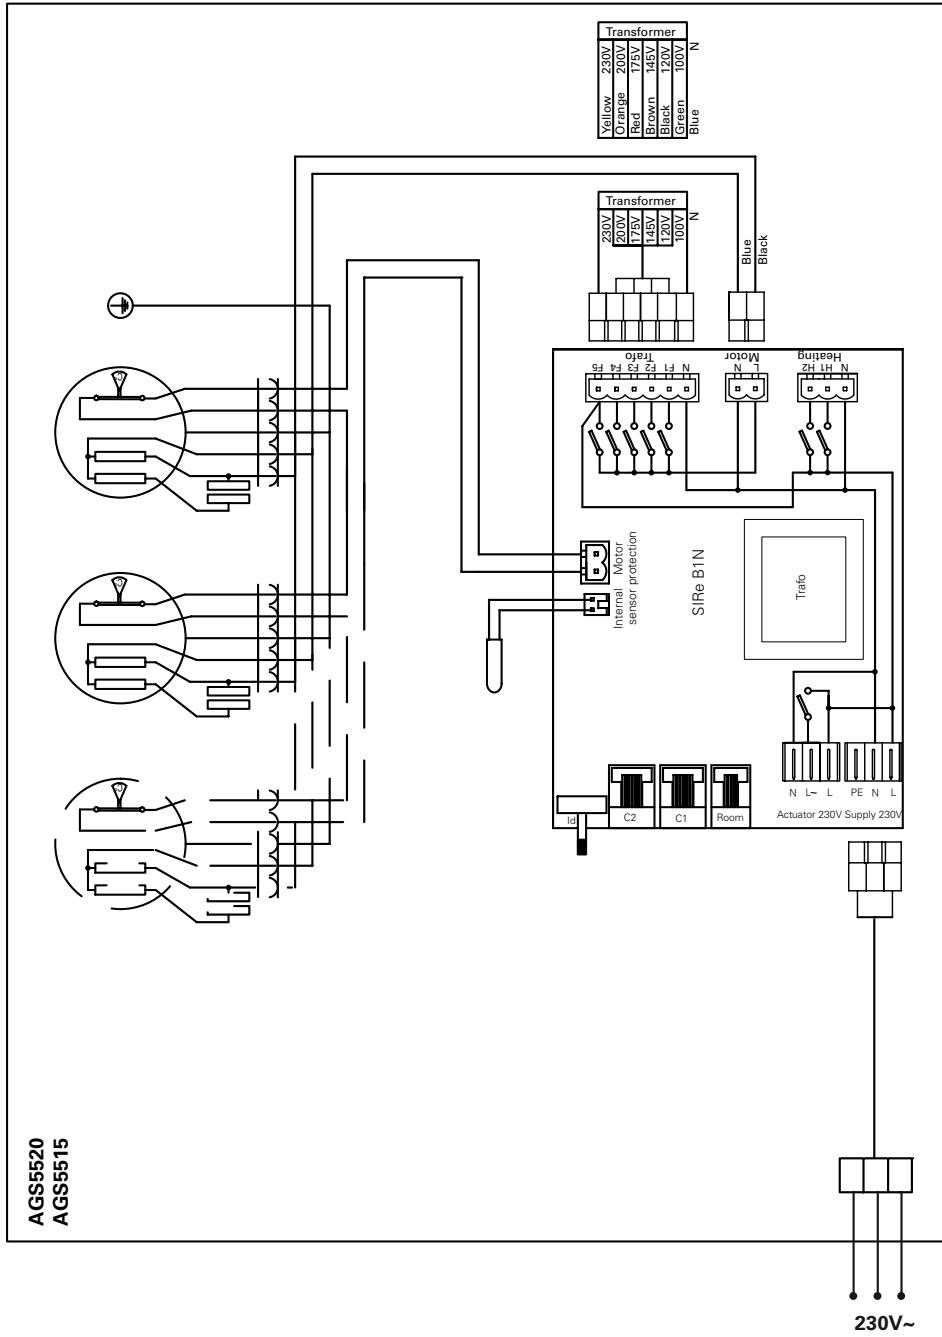 Transformer
Yellow 230V
Orange 200V
Red 175V
Brown 145V
Black 120V
Green 100V
Blue N
Transformer
230V
200V
175V
145V
120V
100V
N
Blue
Black
F5 F4 F3 F2 F1 N
Trafo
N L
Motor
H2 H1 N
Heating
Motor
protection
Internal
sensor
SIRe B1N
Trafo
N L~ L PE N L
Actuator 230V Supply 230V
Id
C2
C1
Room
AGS5520
AGS5515
230V~